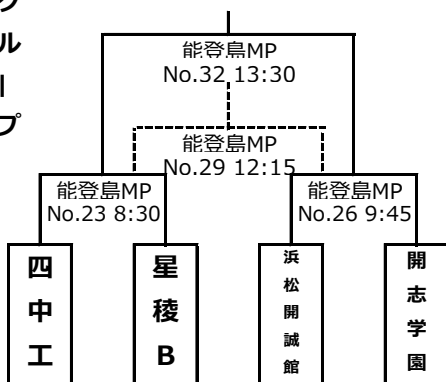 ル
ー
プ
能登島MP
No.32 13:30
能登島MP
No.29 12:15
能登島MP
No.23 8:30
能登島MP
No.26 9:45
四中工
星稜B
浜松開誠館
開志学園